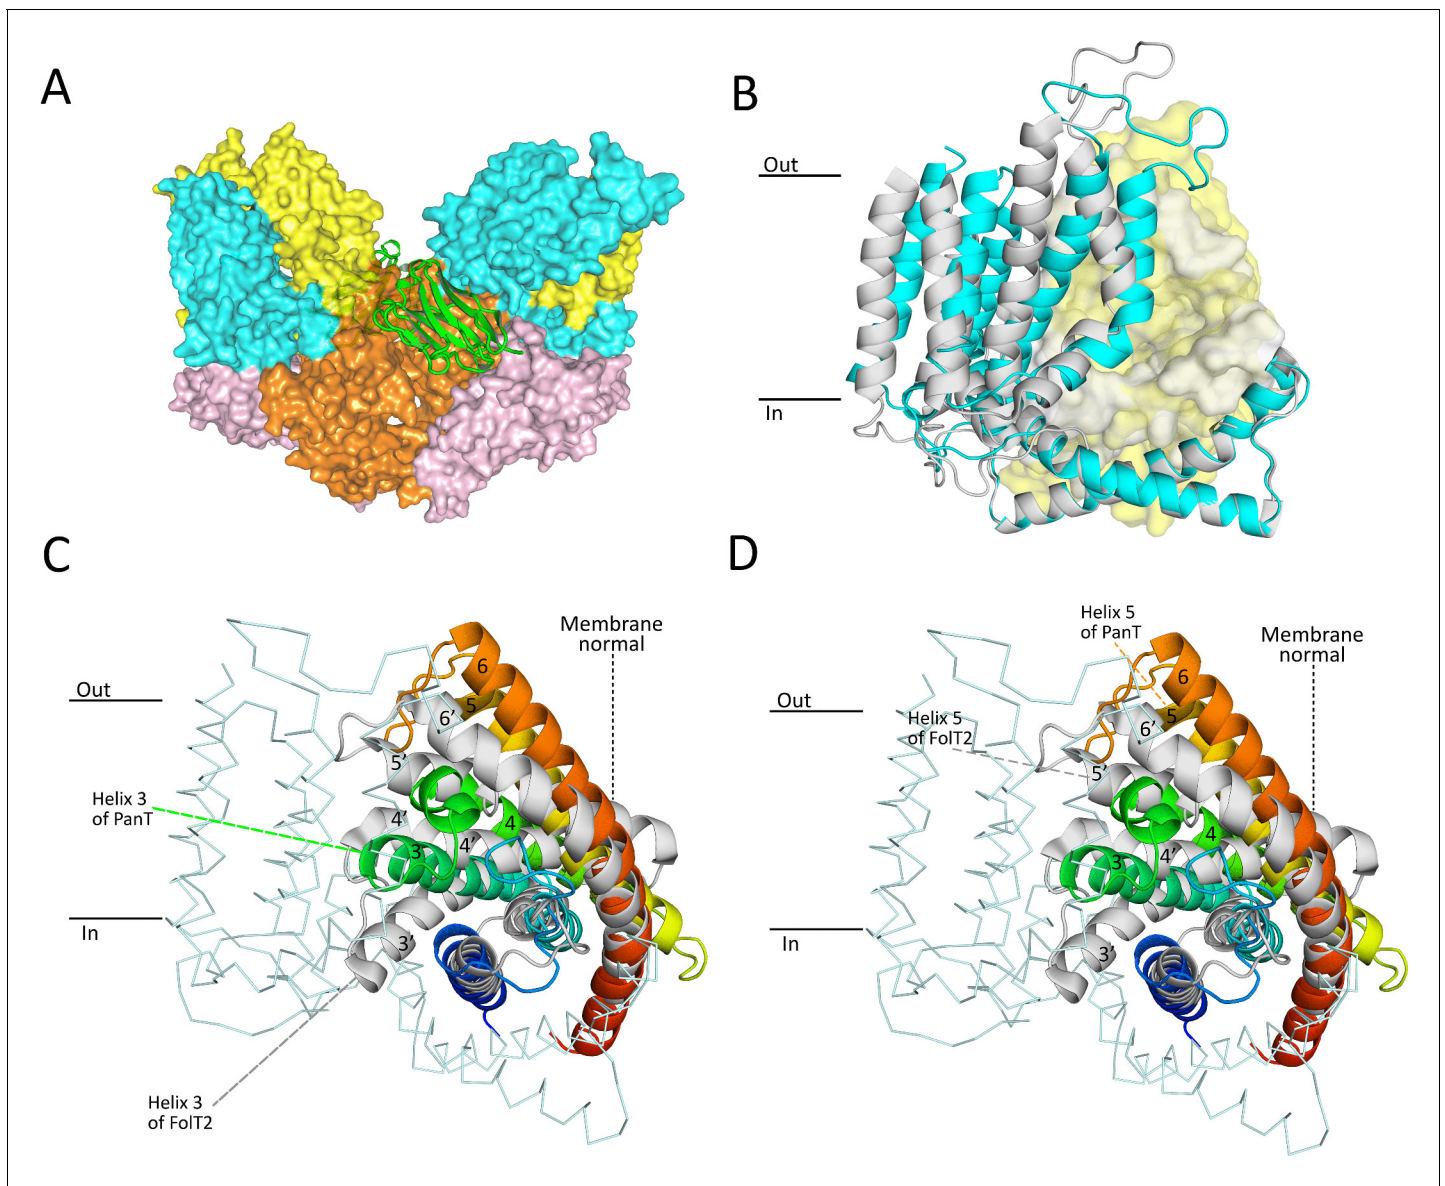 A
B
Out
In
C
Out
In
Helix 3
of PanT
Helix 3
of FolT2
Membrane
normal
6
5
6’
5’
4’
4
3
4’
3’
D
Out
In
Helix 5
of PanT
Helix 5
of FolT2
Membrane
normal
6
5
6’
5’
4
3
4’
3’